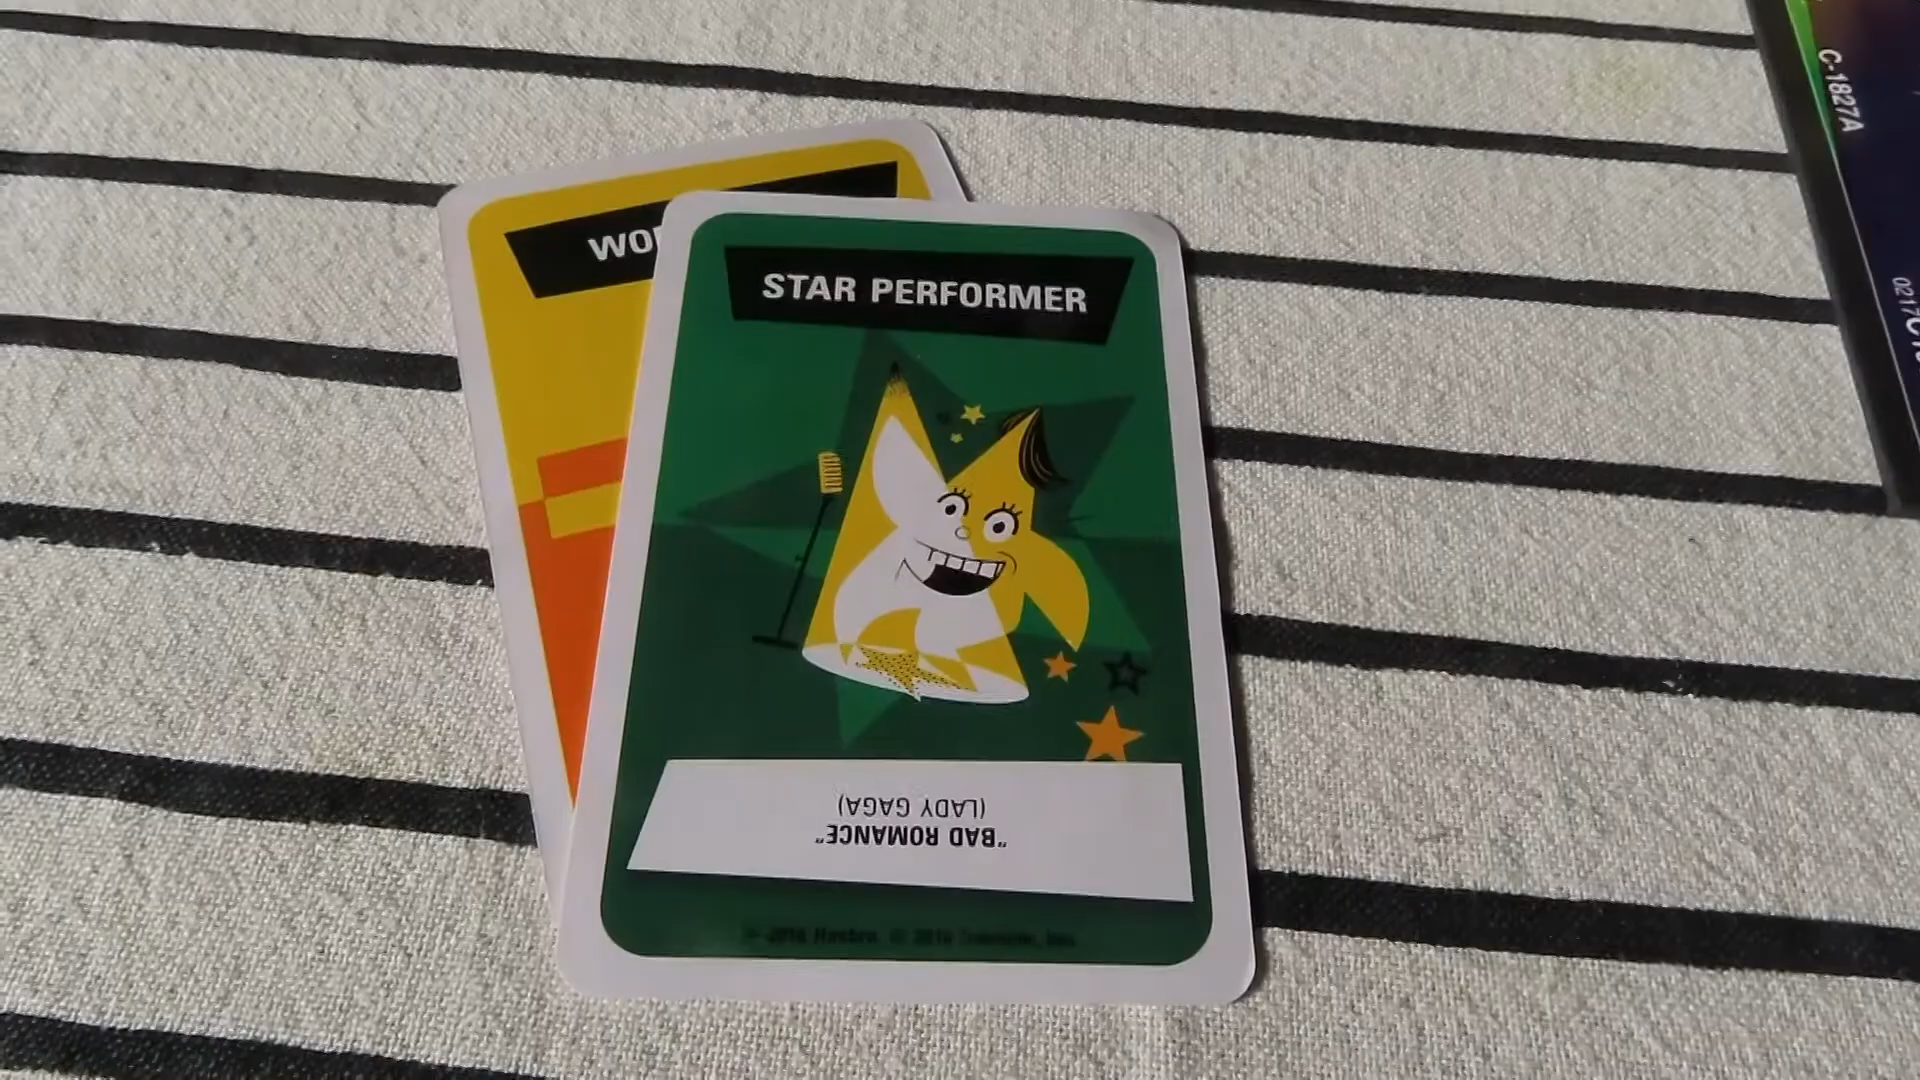 WO
STAR PERFORMER
"BAD ROMANCE"
(LADY GAGA)
C-1827A